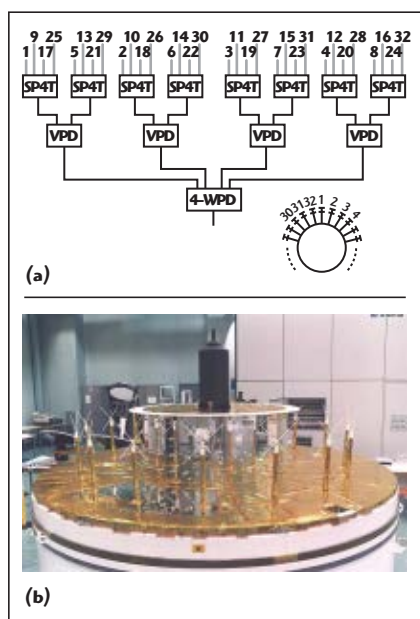 9 25 13 29 10 26 14 30 11 27 15 31 12 28 16 32
1 17 5 21 2 18 6 22 3 19 7 23 4 20 8 24
SP4T SP4T SP4T SP4T SP4T SP4T SP4T SP4T
VPD VPD VPD VPD
4-WPD
30 31 32 1 2 3 4
(a)
(b)